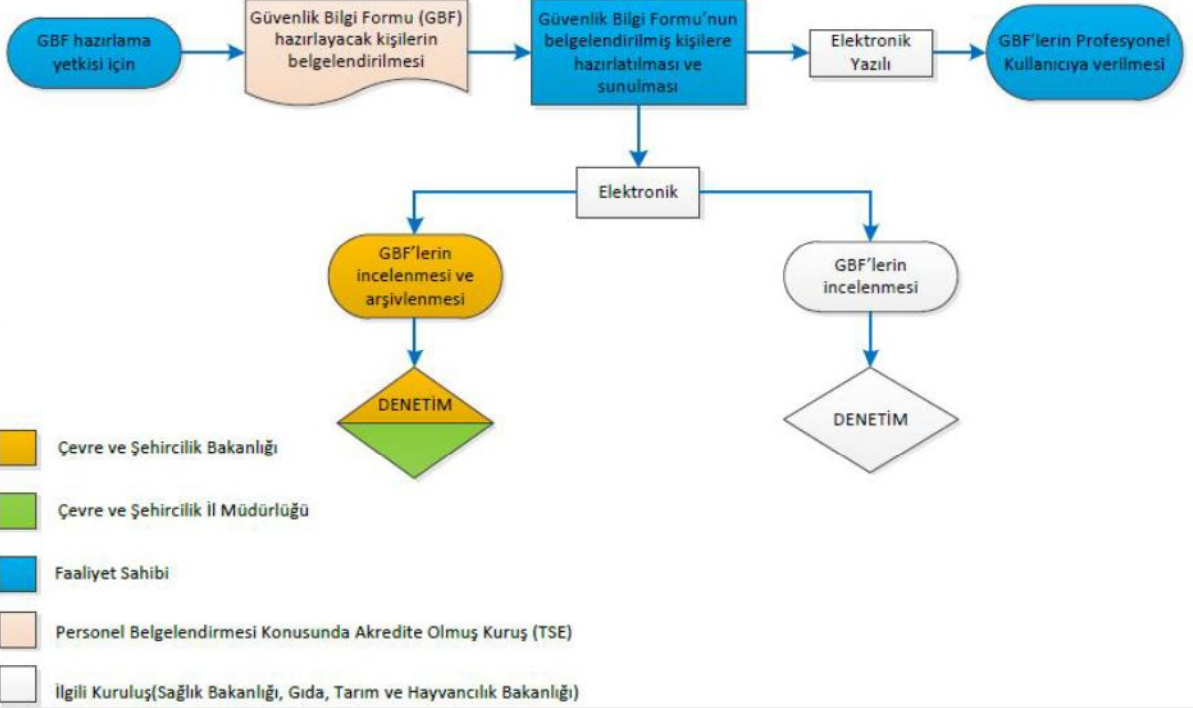 GBF hazırlama
yetkisi için
Güvenlik Bilgi Formu (GBF)
hazırlayacak kişilerin
belgelendirilmesi
Güvenlik Bilgi Formu'nun
belgelendirilmiş kişilere
hazırlatılması ve
sunulması
Elektronik
Yazılı
GBF'lerin Profesyonel
Kullanıcıya verilmesi
Elektronik
GBF'lerin
incelenmesi ve
arşivlenmesi
GBF'lerin
incelenmesi
DENETİM
DENETİM
Çevre ve Şehircilik Bakanlığı
Çevre ve Şehircilik İl Müdürlüğü
Faaliyet Sahibi
Personel Belgelendirmesi Konusunda Akredite Olmuş Kuruş (TSE)
İlgili Kuruluş(Sağlık Bakanlığı, Gıda, Tarım ve Hayvancılık Bakanlığı)